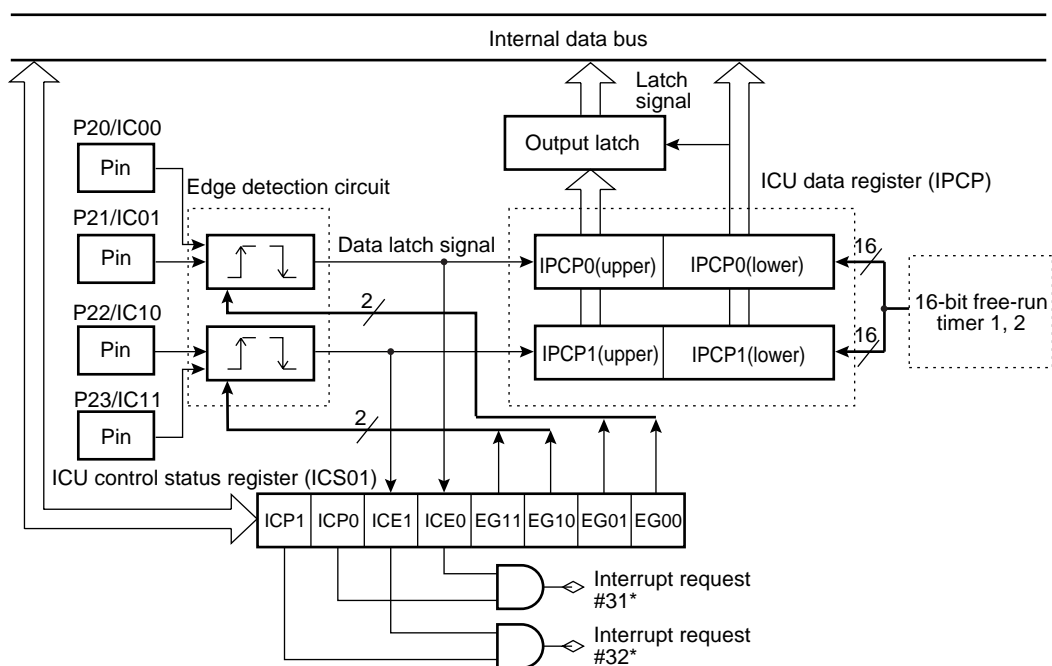 Internal data bus
Latch
signal
P20/IC00
Pin
Output latch
Edge detection circuit
ICU data register (IPCP)
P21/IC01
Pin
Data latch signal
IPCP0(upper)
IPCP0(lower)
16
2
16-bit free-run
timer 1, 2
P22/IC10
Pin
IPCP1(upper)
IPCP1(lower)
16
P23/IC11
Pin
2
ICU control status register (ICS01)
ICP1 ICP0 ICE1 ICE0 EG11 EG10 EG01 EG00
Interrupt request
#31*
Interrupt request
#32*